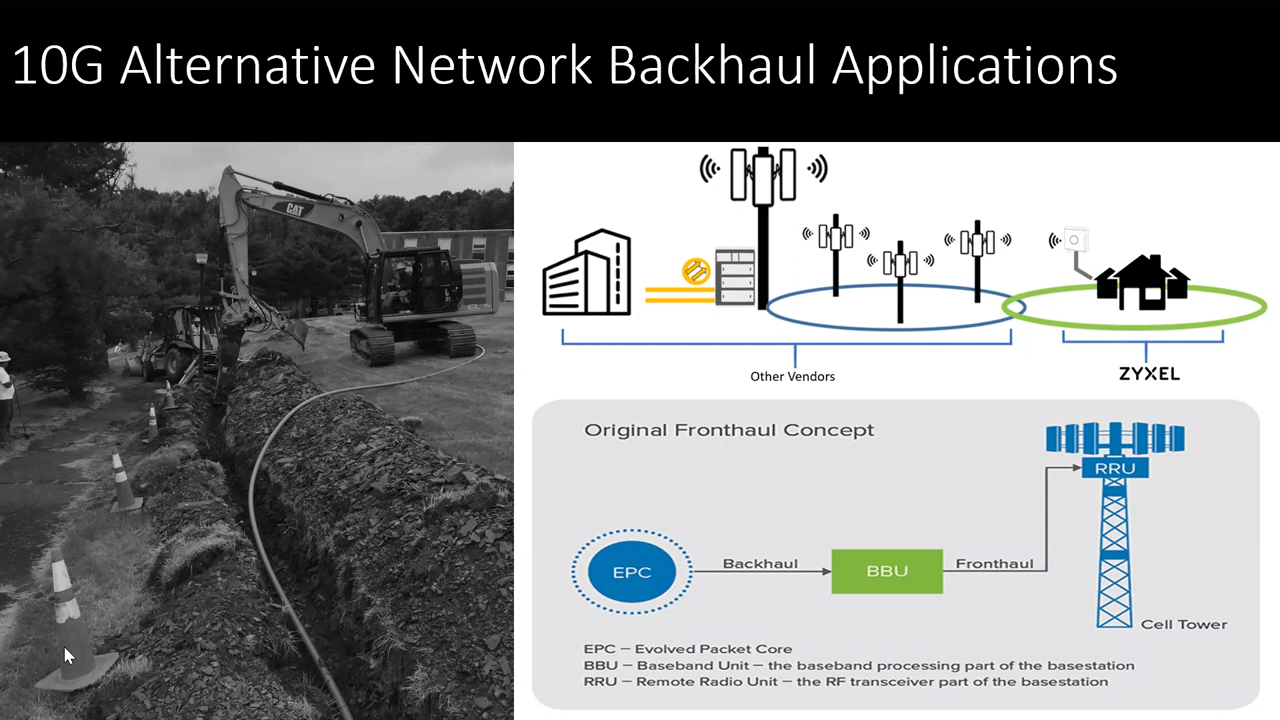 10G Alternative Network Backhaul Applications
CAT
Other Vendors
ZYXEL
Original Fronthaul Concept
RRU
EPC
Backhaul
BBU
Fronthaul
Cell Tower
EPC – Evolved Packet Core
BBU – Baseband Unit – the baseband processing part of the basestation
RRU – Remote Radio Unit – the RF transceiver part of the basestation